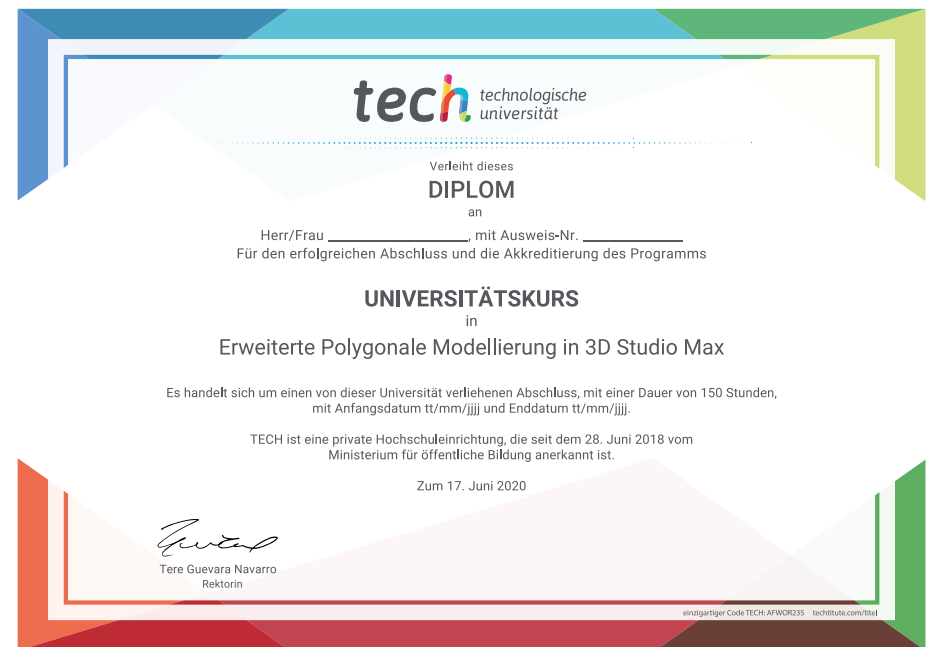 tech technologische
universität
Verleiht dieses
DIPLOM
an
Herr/Frau ________________, mit Ausweis-Nr. ____________
Für den erfolgreichen Abschluss und die Akkreditierung des Programms
UNIVERSITÄTSKURS
in
Erweiterte Polygonale Modellierung in 3D Studio Max
Es handelt sich um einen von dieser Universität verliehenen Abschluss, mit einer Dauer von 150 Stunden,
mit Anfangsdatum tt/mm/jjjj und Enddatum tt/mm/jjjj.
TECH ist eine private Hochschuleinrichtung, die seit dem 28. Juni 2018 vom
Ministerium für öffentliche Bildung anerkannt ist.
Zum 17. Juni 2020
Tere Guevara Navarro
Rektorin
einzigartiger Code TECH: AFWOR23S techtitute.com/titel